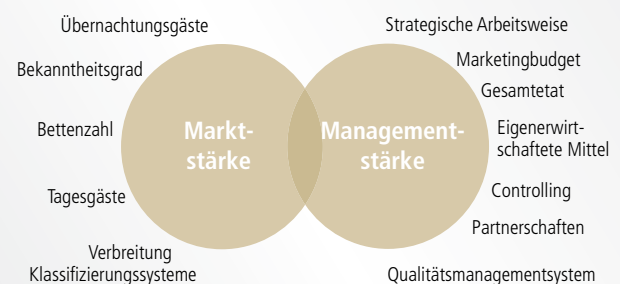 Übernachtungsgäste
Bekanntheitsgrad
Bettenzahl
Tagesgäste
Verbreitung
Klassifizierungssysteme
Markt-
stärke
Management-
stärke
Strategische Arbeitsweise
Marketingbudget
Gesamtetat
Eigenerwirt-
schaftete Mittel
Controlling
Partnerschaften
Qualitätsmanagementsystem